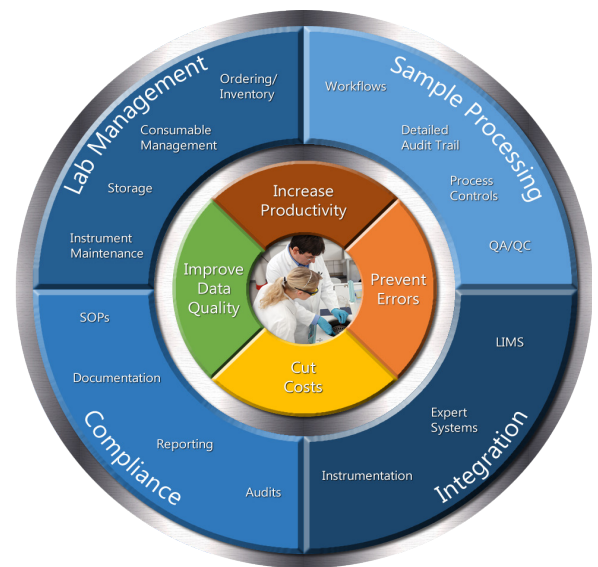 Lab Management
Ordering/
Inventory
Consumable
Management
Storage
Instrument
Maintenance
Sample Processing
Workflows
Detailed
Audit Trail
Process
Controls
QA/QC
Increase
Productivity
Improve
Data
Quality
Prevent
Errors
Cut
Costs
Compliance
SOPs
Documentation
Reporting
Audits
Integration
LIMS
Expert
Systems
Instrumentation